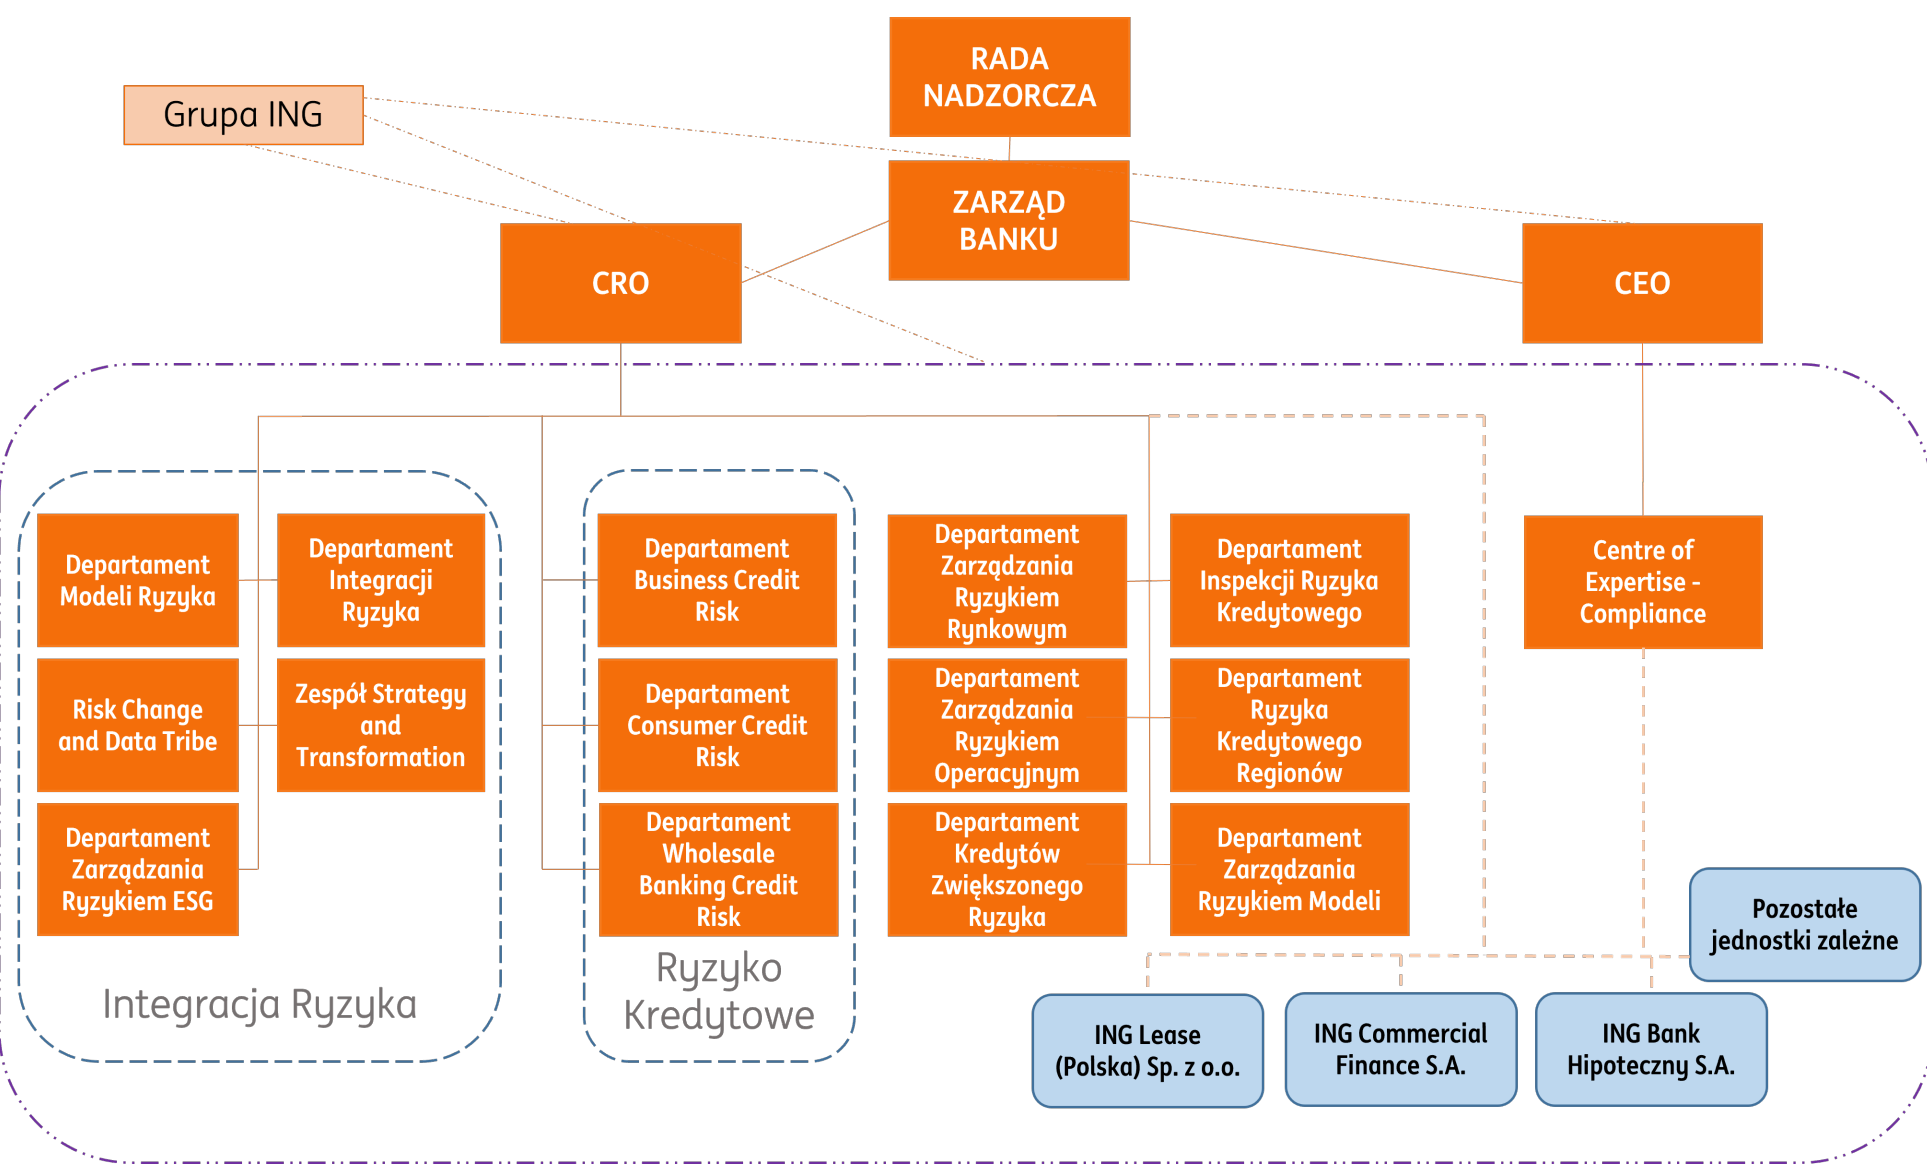 RADA
NADZORCZA
Grupa ING
ZARZĄD
BANKU
CRO
CEO
Departament
Modeli Ryzyka
Departament
Integracji
Ryzyka
Risk Change
and Data Tribe
Zespół Strategy
and
Transformation
Departament
Zarządzania
Ryzykiem ESG
Integracja Ryzyka
Departament
Business Credit
Risk
Departament
Consumer Credit
Risk
Departament
Wholesale
Banking Credit
Risk
Ryzyko
Kredytowe
Departament
Zarządzania
Ryzykiem
Rynkowym
Departament
Inspekcji Ryzyka
Kredytowego
Departament
Zarządzania
Ryzykiem
Operacyjnym
Departament
Ryzyka
Kredytowego
Regionów
Departament
Kredytów
Zwiększonego
Ryzyka
Departament
Zarządzania
Ryzykiem Modeli
Centre of
Expertise -
Compliance
Pozostałe
jednostki zależne
ING Lease
(Polska) Sp. z o.o.
ING Commercial
Finance S.A.
ING Bank
Hipoteczny S.A.